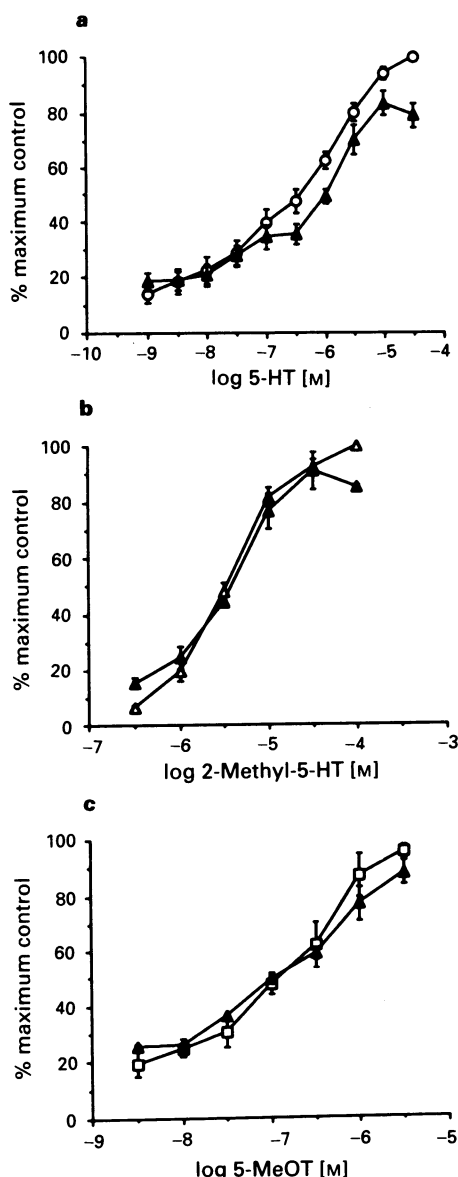 a
% maximum control
100
80
60
40
20
0
−10 −9 −8 −7 −6 −5 −4
log 5-HT [M]
b
% maximum control
100
80
60
40
20
0
−7 −6 −5 −4 −3
log 2-Methyl-5-HT [M]
c
% maximum control
100
80
60
40
20
0
−9 −8 −7 −6 −5
log 5-MeOT [M]